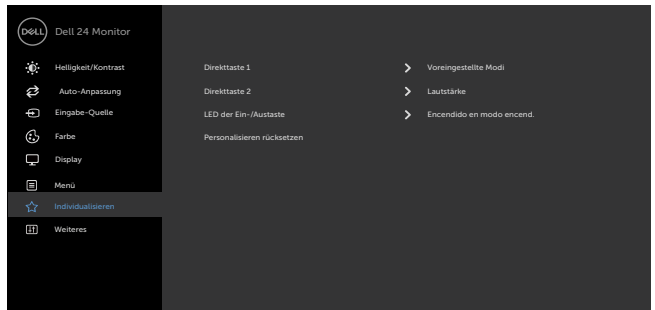 DELL Dell 24 Monitor
Helligkeit/Kontrast
Auto-Anpassung
Eingabe-Quelle
Farbe
Display
Menü
Individualisieren
Weiteres
Direkttaste 1 Voreingestellte Modi
Direkttaste 2 Lautstärke
LED der Ein-/Austaste Encendido en modo encend.
Personalisieren rücksetzen